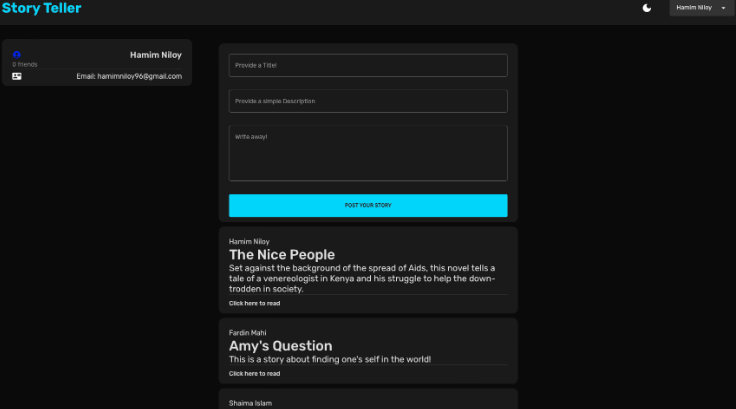 Story Teller
Hamim Niloy
Hamim Niloy
0 friends
Email: hamimniloy96@gmail.com
Provide a Title!
Provide a simple Description
Write away!
POST YOUR STORY
Hamim Niloy
The Nice People
Set against the background of the spread of Aids, this novel tells a
tale of a venereologist in Kenya and his struggle to help the down-
trodden in society.
Click here to read
Fardin Mahi
Amy's Question
This is a story about finding one's self in the world!
Click here to read
Shaima Islam